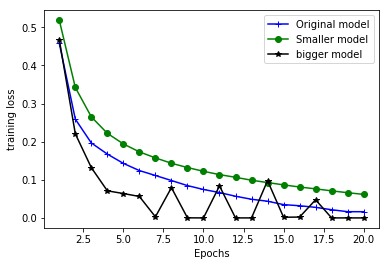 Original model
Smaller model
bigger model
training loss
0.5
0.4
0.3
0.2
0.1
0.0
2.5 5.0 7.5 10.0 12.5 15.0 17.5 20.0
Epochs